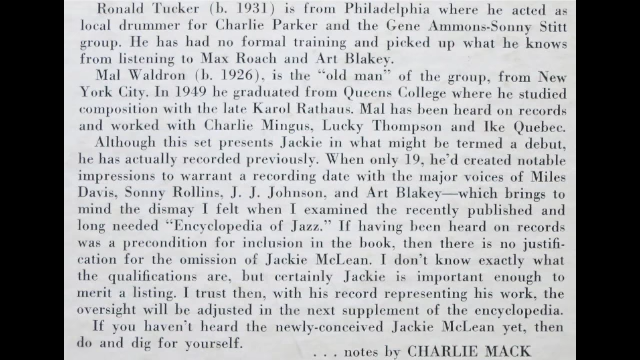 Ronald Tucker (b. 1931) is from Philadelphia where he acted as
local drummer for Charlie Parker and the Gene Ammons-Sonny Stitt
group. He has had no formal training and picked up what he knows
from listening to Max Roach and Art Blakey.
Mal Waldron (b. 1926), is the "old man" of the group, from New
York City. In 1949 he graduated from Queens College where he studied
composition with the late Karol Rathaus. Mal has been heard on records
and worked with Charlie Mingus, Lucky Thompson and Ike Quebec.
Although this set presents Jackie in what might be termed a debut,
he has actually recorded previously. When only 19, he'd created notable
impressions to warrant a recording date with the major voices of Miles
Davis, Sonny Rollins, J. J. Johnson, and Art Blakey—which brings to
mind the dismay I felt when I examined the recently published and
long needed "Encyclopedia of Jazz." If having been heard on records
was a precondition for inclusion in the book, then there is no justifi-
cation for the omission of Jackie McLean. I don't know exactly what
the qualifications are, but certainly Jackie is important enough to
merit a listing. I trust then, with his record representing his work, the
oversight will be adjusted in the next supplement of the encyclopedia.
If you haven't heard the newly-conceived Jackie McLean yet, then
do and dig for yourself.
. . . notes by CHARLIE MACK